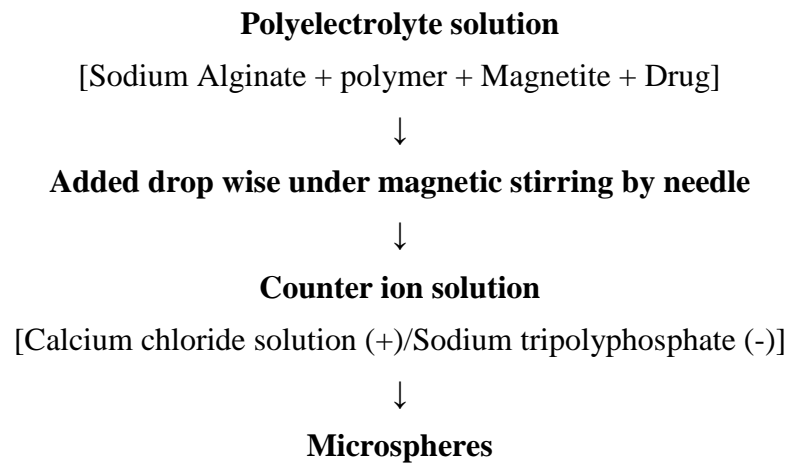 Polyelectrolyte solution
[Sodium Alginate + polymer + Magnetite + Drug]
↓
Added drop wise under magnetic stirring by needle
↓
Counter ion solution
[Calcium chloride solution (+)/Sodium tripolyphosphate (-)]
↓
Microspheres